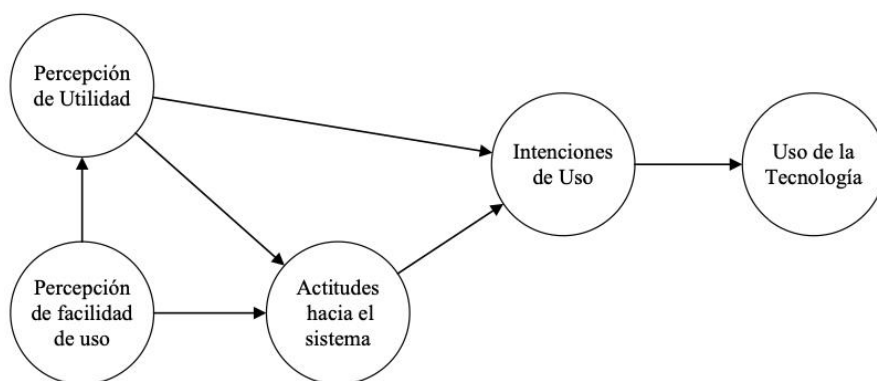 Percepción
de Utilidad
Intenciones
de Uso
Uso de la
Tecnología
Percepción
de facilidad
de uso
Actitudes
hacia el
sistema